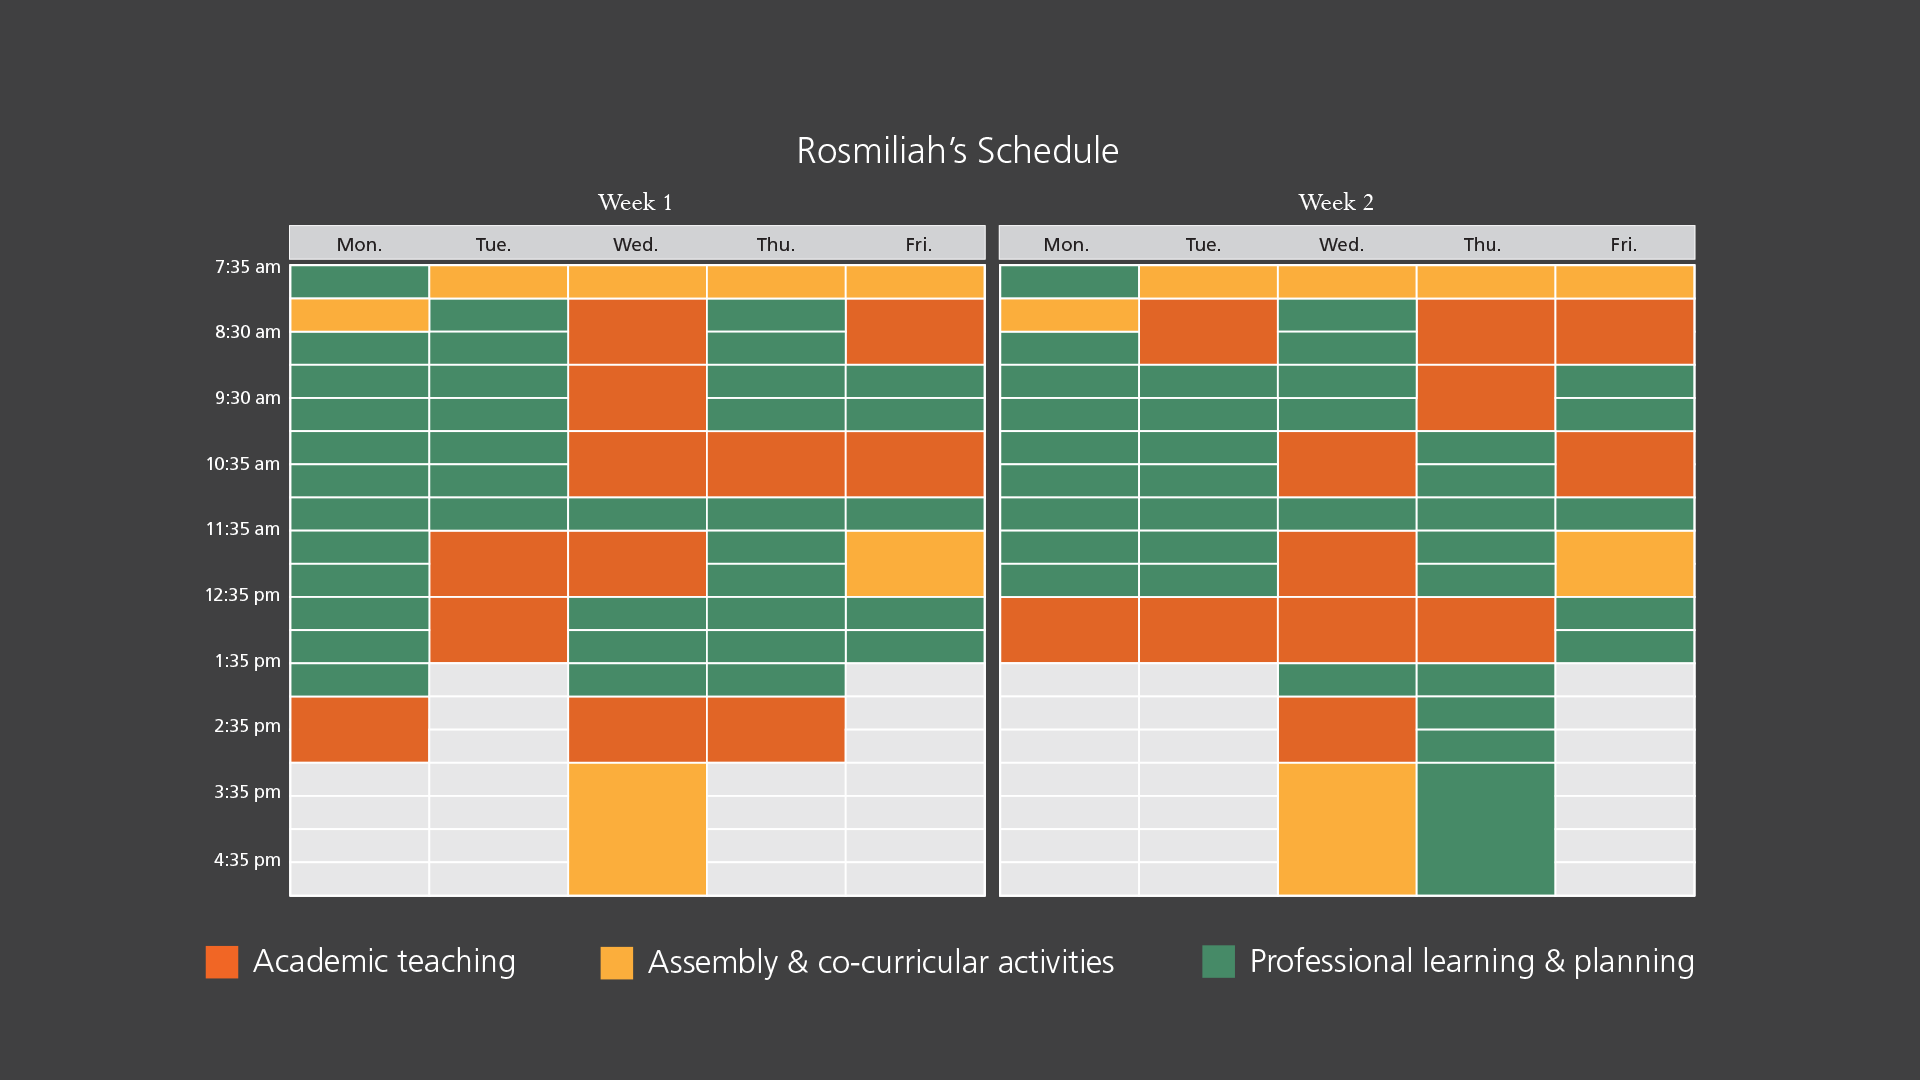 Rosmiliah’s Schedule
Week 1
Week 2
Mon. Tue. Wed. Thu. Fri.
Mon. Tue. Wed. Thu. Fri.
7:35 am
8:30 am
9:30 am
10:35 am
11:35 am
12:35 pm
1:35 pm
2:35 pm
3:35 pm
4:35 pm
Academic teaching
Assembly & co-curricular activities
Professional learning & planning